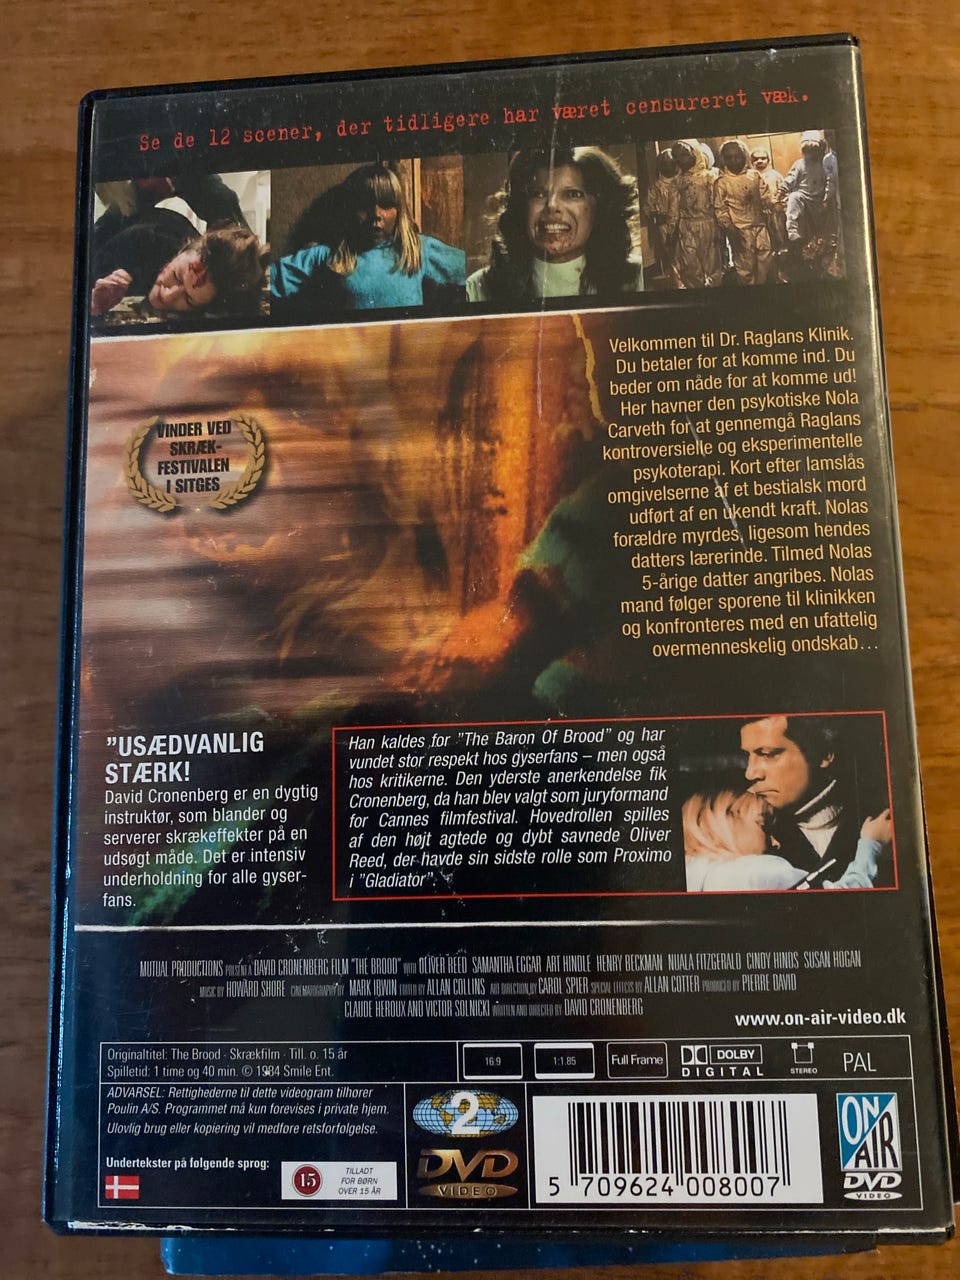 Se de 12 scener, der tidligere har været censureret væk.
Velkommen til Dr. Raglans Klinik.
Du betaler for at komme ind. Du
beder om nåde for at komme ud!
Her havner den psykotiske Nola
Carveth for at gennemgå Raglans
kontroversielle og eksperimentelle
psykoterapi. Kort efter lamslås
omgivelserne af et bestialsk mord
udført af en ukendt kraft. Nolas
forældre myrdes, ligesom hendes
datters lærerinde. Tilmed Nolas
5-årige datter angribes. Nolas
mand følger sporene til klinikken
og konfronteres med en ufattelig
overmenneskelig ondskab...
VINDER VED
SKRÆK-
FESTIVALEN
I SITGES
"USÆDVANLIG
STÆRK!
David Cronenberg er en dygtig
instruktør, som blander og
serverer skrækeffekter på en
udsøgt måde. Det er intensiv
underholdning for alle gyser-
fans.
Han kaldes for "The Baron Of Brood" og har
vundet stor respekt hos gyserfans – men også
hos kritikerne. Den yderste anerkendelse fik
Cronenberg, da han blev valgt som juryformand
for Cannes filmfestival. Hovedrollen spilles
af den højt agtede og dybt savnede Oliver
Reed, der havde sin sidste rolle som Proximo
i "Gladiator".
MUTUAL PRODUCTIONS PRESENT A DAVID CRONENBERG FILM "THE BROOD" WITH OLIVER REED SAMANTHA EGGAR ART HINDLE HENRY BECKMAN NUALA FITZGERALD CINDY HINDS SUSAN HOGAN
MUSIC BY HOWARD SHORE CINEMATOGRAPHY BY MARK IRWIN EDITED BY ALLAN COLLINS ART DIRECTION BY CAROL SPIER SPECIAL EFFECTS BY ALLAN COTTER PRODUCED BY PIERRE DAVID
CLAUDE HEROUX AND VICTOR SOLNICKI WRITTEN AND DIRECTED BY DAVID CRONENBERG
www.on-air-video.dk
Originaltitel: The Brood - Skrækfilm - Till. o. 15 år
Spilletid: 1 time og 40 min. © 1984 Smile Ent.
16:9
1:1.85
Full Frame
DOLBY
DIGITAL
STEREO
PAL
ADVARSEL: Rettighederne til dette videogram tilhører
Poulin A/S. Programmet må kun forevises i privat hjem.
Ulovlig brug eller kopiering vil medføre retsforfølgelse.
Undertekster på følgende sprog:
15
TILLADT
FOR BØRN
OVER 15 ÅR
2
DVD
VIDEO
5 709624 008007
ON
AIR
DVD
VIDEO